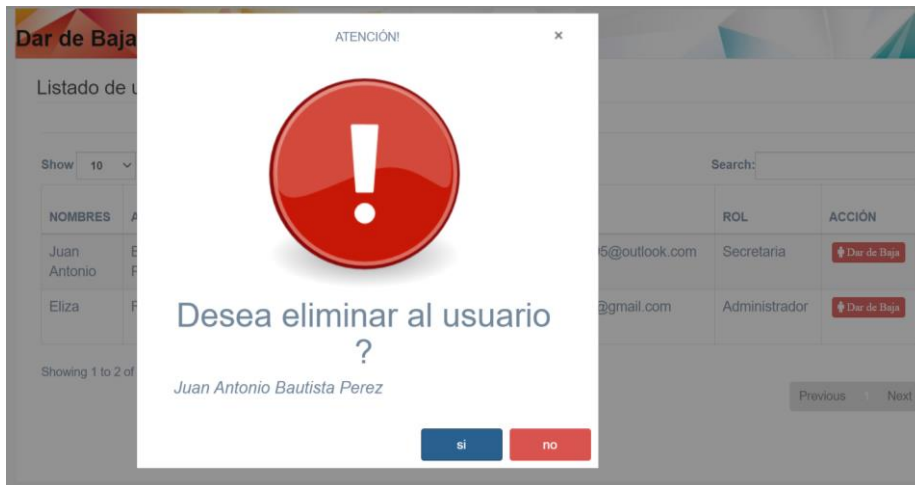 Dar de Baja
ATENCIÓN!
×
Listado de
Show 10
Search:
NOMBRES
ROL
ACCIÓN
Juan
Antonio
5@outlook.com
Secretaria
Dar de Baja
Eliza
@gmail.com
Administrador
Dar de Baja
Desea eliminar al usuario
?
Juan Antonio Bautista Perez
Showing 1 to 2 of
Previous 1 Next
si
no